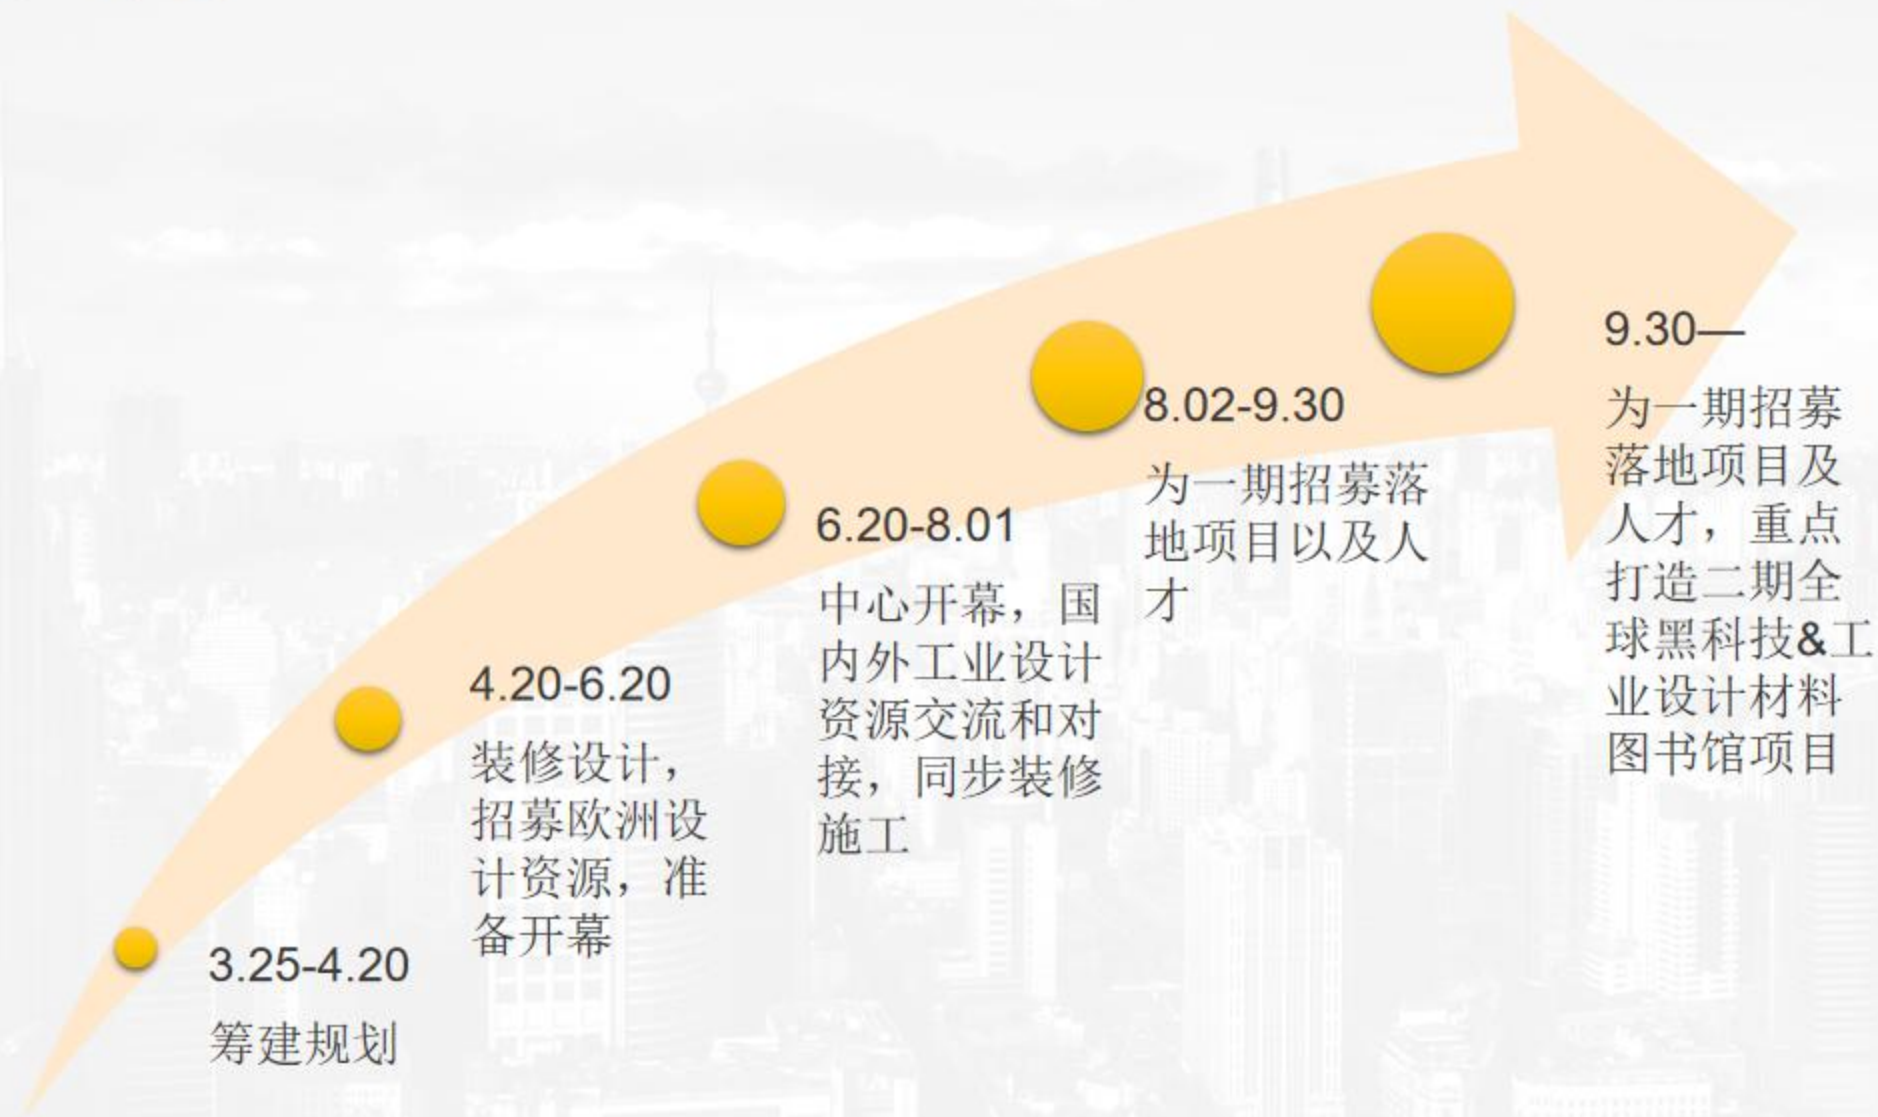 3.25-4.20
筹建规划
4.20-6.20
装修设计，
招募欧洲设
计资源，准
备开幕
6.20-8.01
中心开幕，国
内外工业设计
资源交流和对
接，同步装修
施工
8.02-9.30
为一期招募落
地项目以及人
才
9.30—
为一期招募
落地项目及
人才，重点
打造二期全
球黑科技&工
业设计材料
图书馆项目